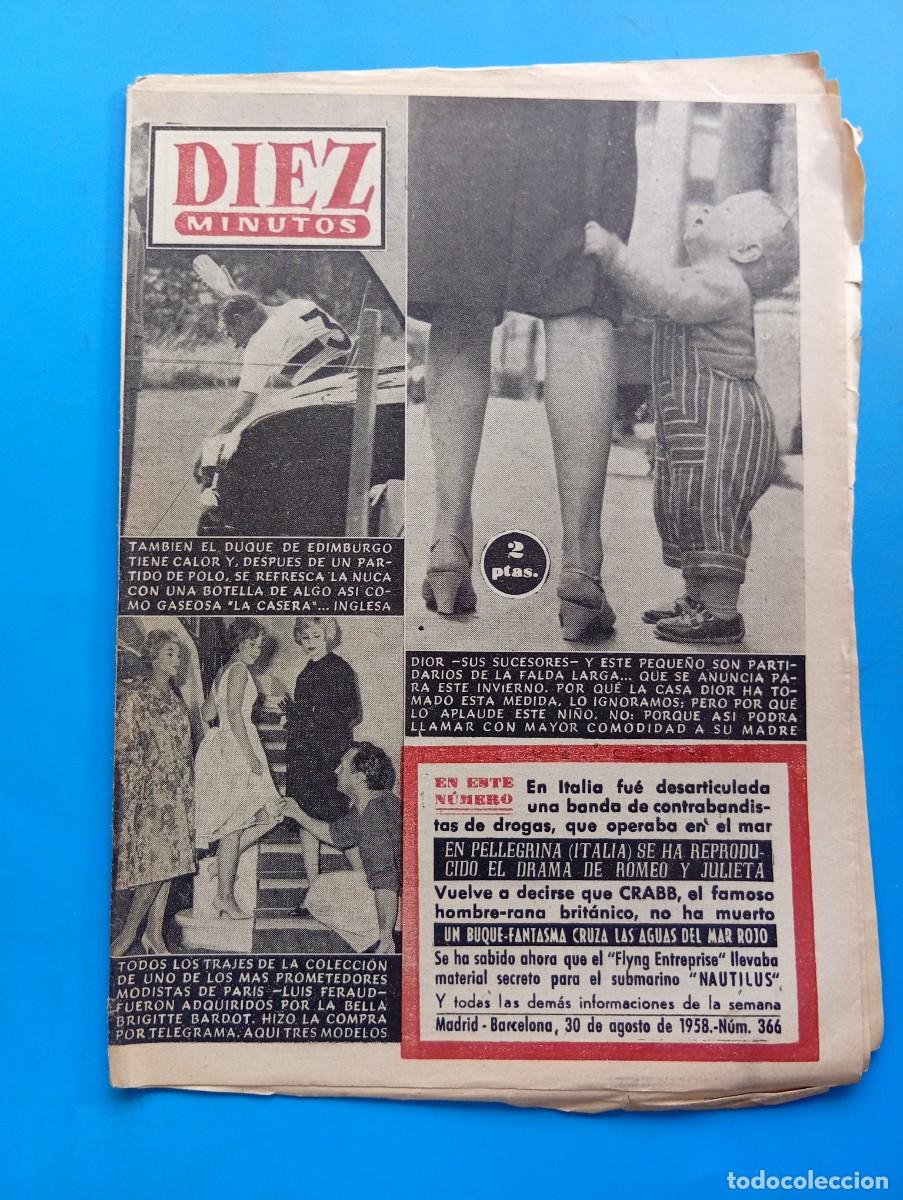 DIEZ
MINUTOS
TAMBIEN EL DUQUE DE EDIMBURGO
TIENE CALOR Y, DESPUES DE UN PAR-
TIDO DE POLO, SE REFRESCA LA NUCA
CON UNA BOTELLA DE ALGO ASI CO-
MO GASEOSA "LA CASERA"... INGLESA
2
ptas.
DIOR -SUS SUCESORES- Y ESTE PEQUEÑO SON PARTI-
DARIOS DE LA FALDA LARGA... QUE SE ANUNCIA PA-
RA ESTE INVIERNO. POR QUÉ LA CASA DIOR HA TO-
MADO ESTA MEDIDA, LO IGNORAMOS; PERO POR QUÉ
LO APLAUDE ESTE NIÑO, NO: PORQUE ASI PODRA
LLAMAR CON MAYOR COMODIDAD A SU MADRE
TODOS LOS TRAJES DE LA COLECCIÓN
DE UNO DE LOS MAS PROMETEDORES
MODISTAS DE PARIS -LUIS FERAUD-
FUERON ADQUIRIDOS POR LA BELLA
BRIGITTE BARDOT. HIZO LA COMPRA
POR TELEGRAMA. AQUI TRES MODELOS
EN ESTE
NÚMERO
En Italia fué desarticulada
una banda de contrabandis-
tas de drogas, que operaba en el mar
EN PELLEGRINA (ITALIA) SE HA REPRODU-
CIDO EL DRAMA DE ROMEO Y JULIETA
Vuelve a decirse que CRABB, el famoso
hombre-rana británico, no ha muerto
UN BUQUE-FANTASMA CRUZA LAS AGUAS DEL MAR ROJO
Se ha sabido ahora que el "Flyng Entreprise" llevaba
material secreto para el submarino "NAUTILUS"
Y todas las demás informaciones de la semana
Madrid - Barcelona, 30 de agosto de 1958.-Núm. 366
todocoleccion